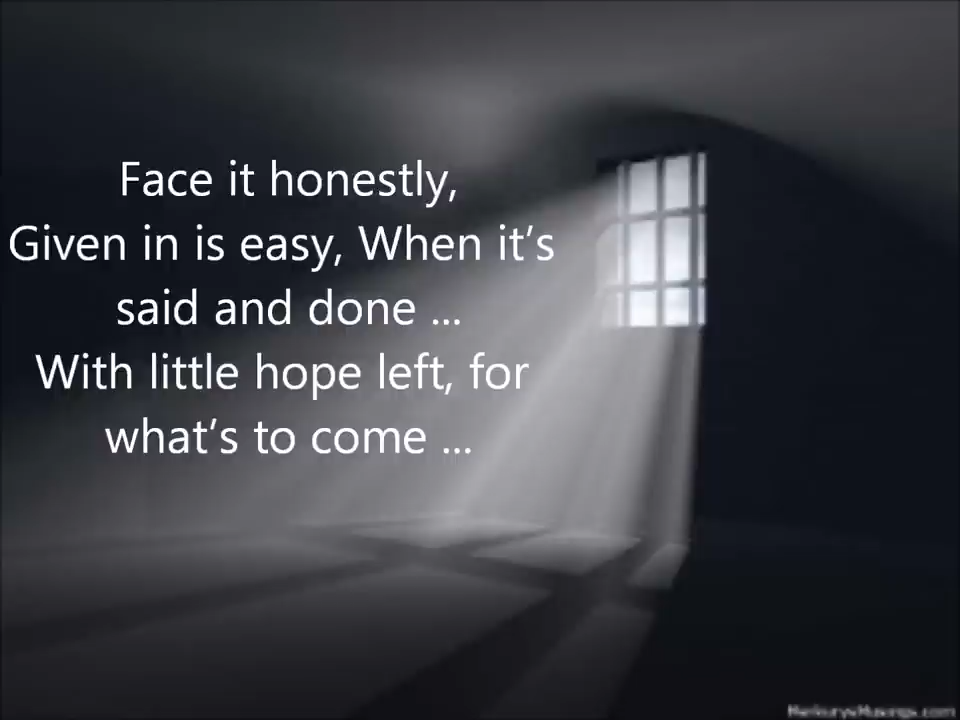 Face it honestly,
Given in is easy, When it's
said and done ...
With little hope left, for
what's to come ...